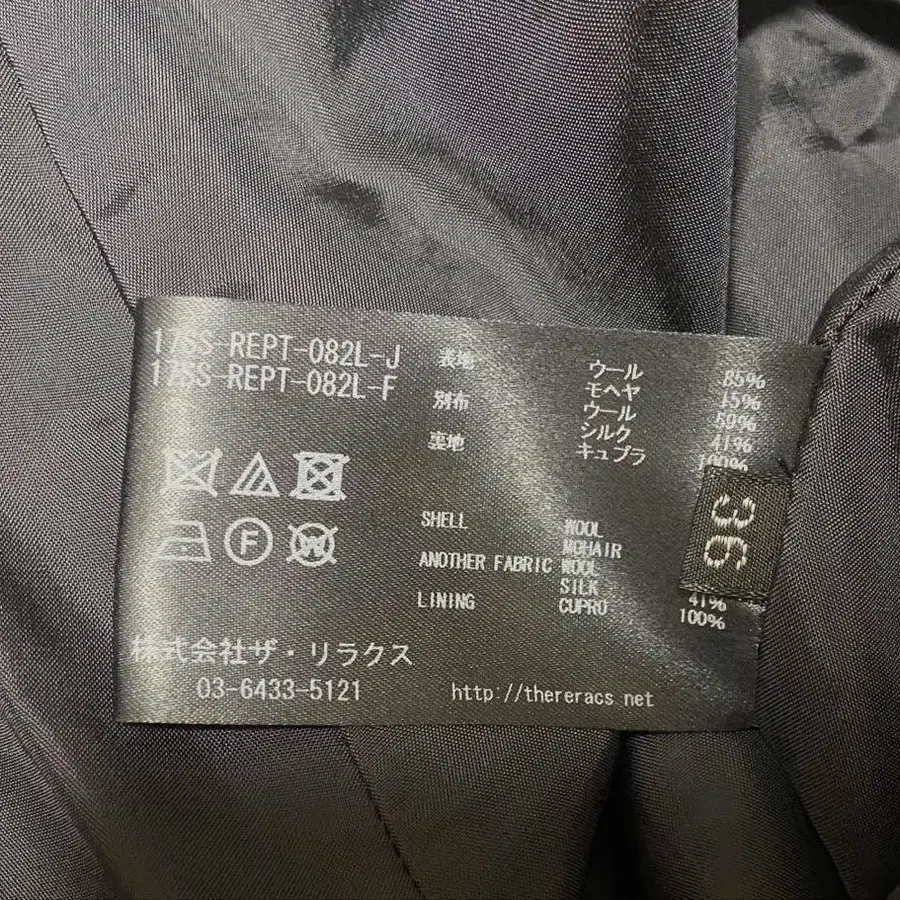 17SS-REPT-082L-J
17SS-REPT-082L-F
表地 ウール 85%
モヘヤ 15%
別布 ウール 59%
シルク 41%
裏地 キュプラ 100%
F
W
SHELL WOOL
MOHAIR
ANOTHER FABRIC WOOL
SILK 41%
LINING CUPRO 100%
36
株式会社ザ・リラクス
03-6433-5121
http://thereracs.net